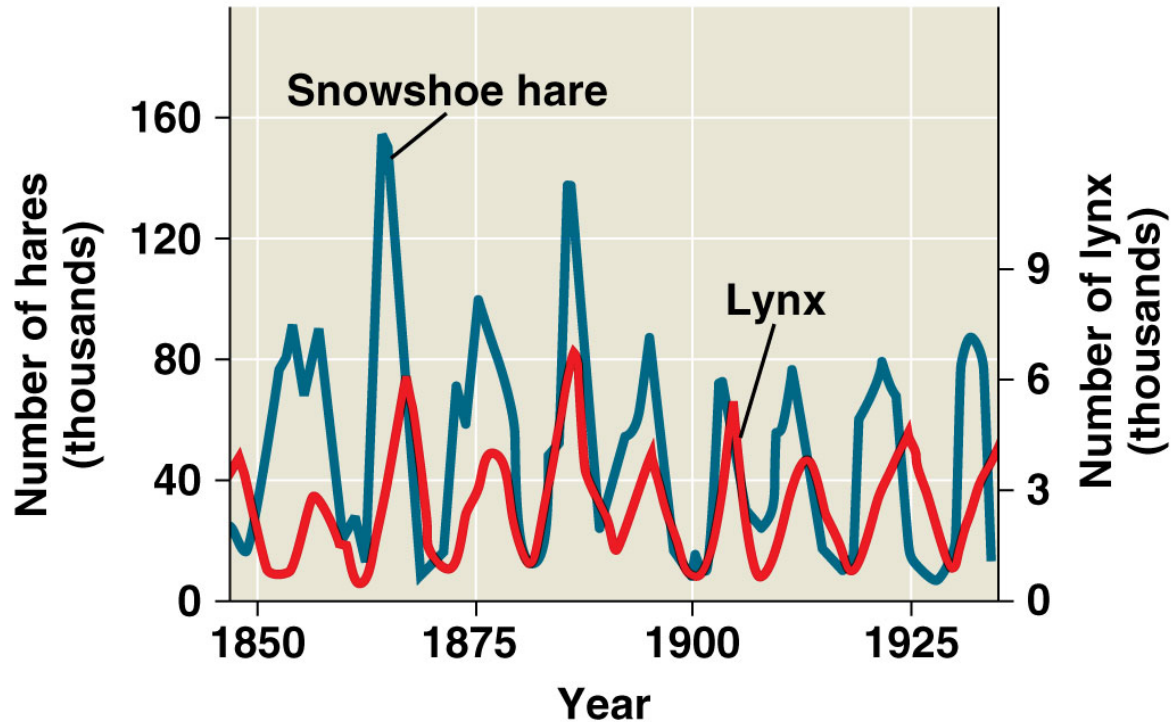 Snowshoe hare
Lynx
Number of hares
(thousands)
160
120
80
40
0
9
6
3
0
Number of lynx
(thousands)
1850 1875 1900 1925
Year